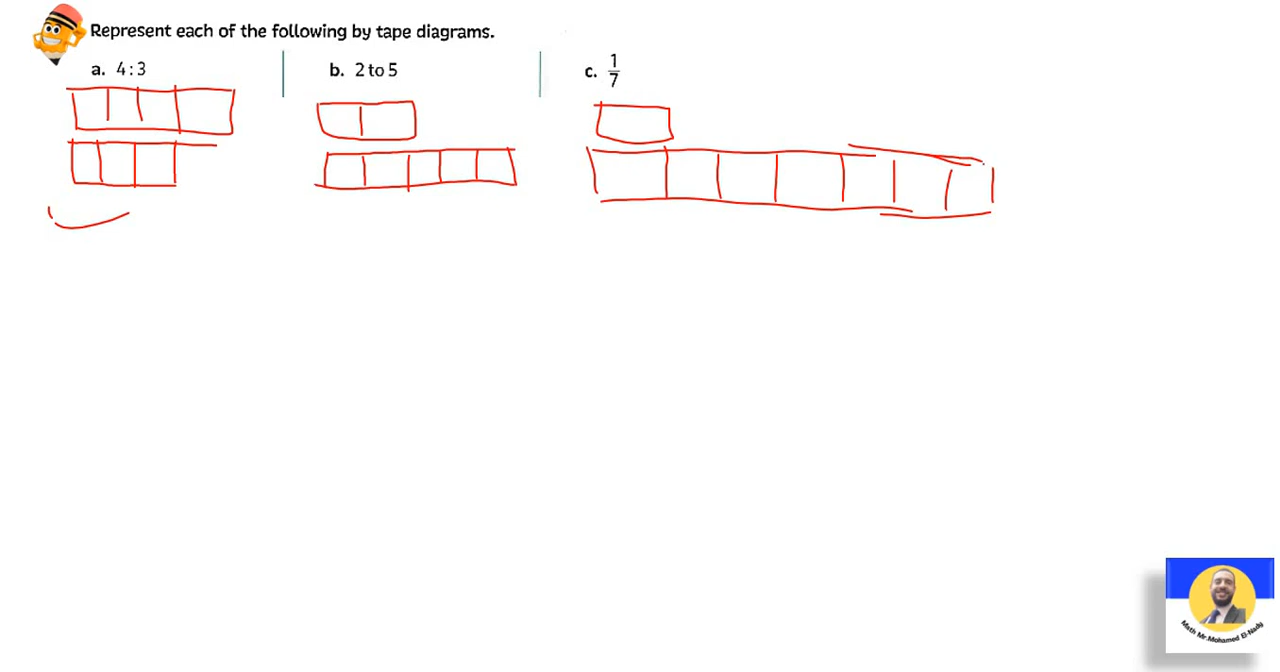 Represent each of the following by tape diagrams.
a. 4 : 3
b. 2 to 5
c. 1/7
Math Mr.Mohamed El-Nady